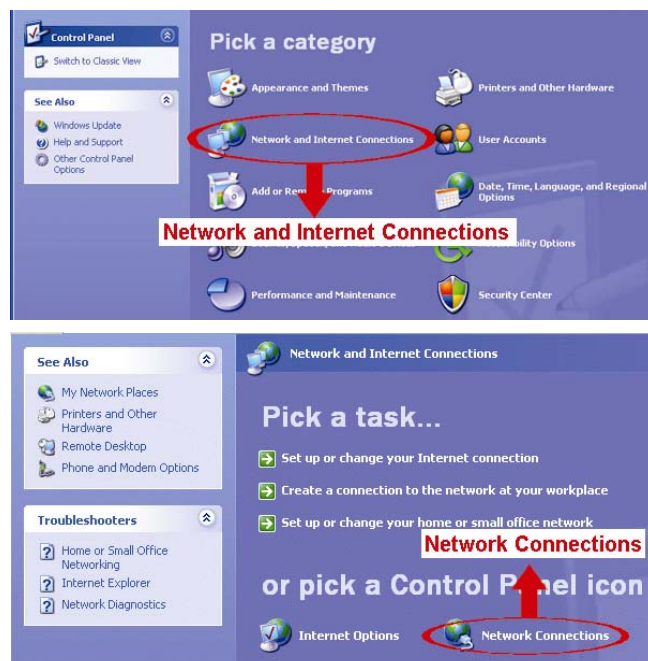 Control Panel
Switch to Classic View
See Also
Windows Update
Help and Support
Other Control Panel
Options
Pick a category
Appearance and Themes
Printers and Other Hardware
Network and Internet Connections
User Accounts
Add or Programs
Date, Time, Language, and Regional
Options
Network and Internet Connections
Options
Performance and Maintenance
Security Center
See Also
My Network Places
Printers and Other
Hardware
Remote Desktop
Phone and Modem Options
Troubleshooters
Home or Small Office
Networking
Internet Explorer
Network Diagnostics
Network and Internet Connections
Pick a task...
Set up or change your Internet connection
Create a connection to the network at your workplace
Set up or change your home or small office network
Network Connections
or pick a Control icon
Internet Options
Network Connections